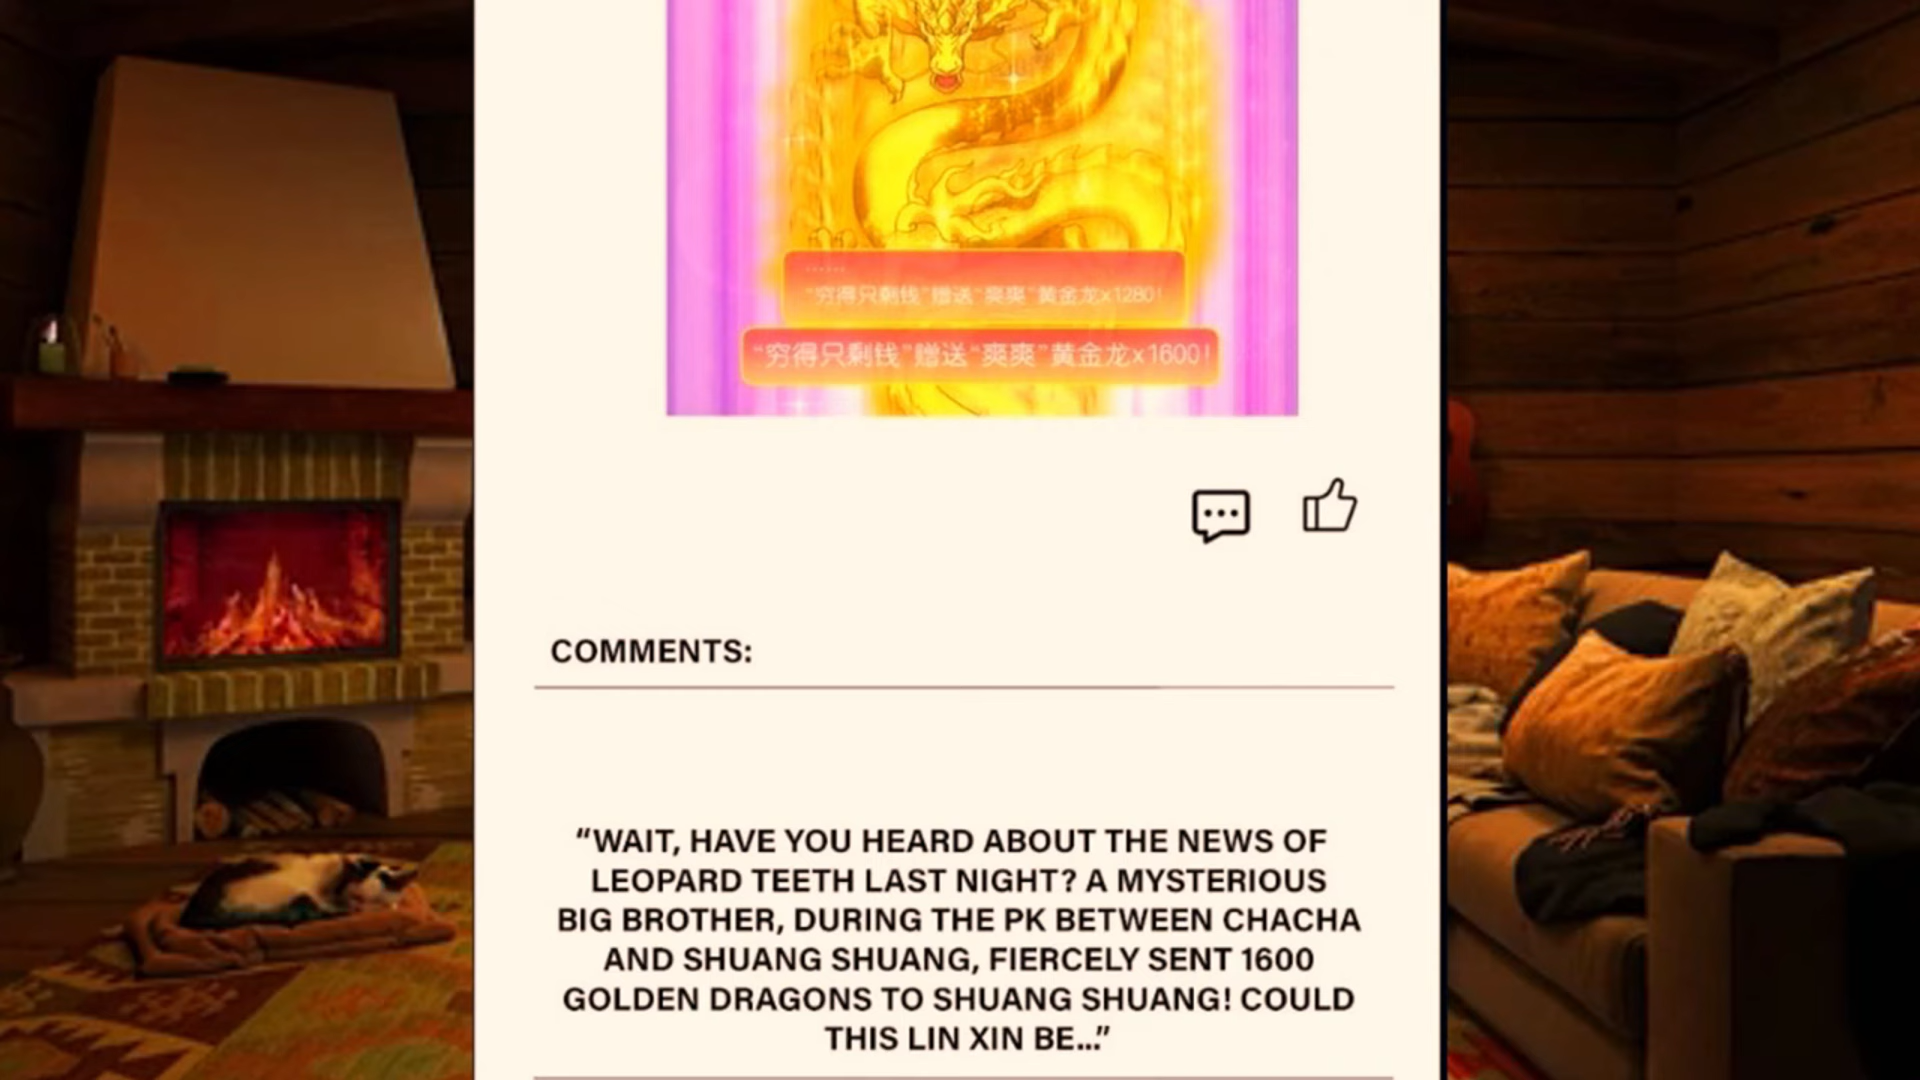 ......
“穷得只剩钱”赠送“爽爽”黄金龙x1280!
“穷得只剩钱”赠送“爽爽”黄金龙x1600!
COMMENTS:
“WAIT, HAVE YOU HEARD ABOUT THE NEWS OF
LEOPARD TEETH LAST NIGHT? A MYSTERIOUS
BIG BROTHER, DURING THE PK BETWEEN CHACHA
AND SHUANG SHUANG, FIERCELY SENT 1600
GOLDEN DRAGONS TO SHUANG SHUANG! COULD
THIS LIN XIN BE...”